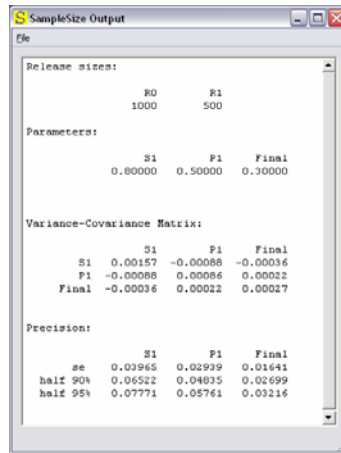 SampleSize Output
File
Release sizes:
R0 R1
1000 500
Parameters:
S1 P1 Final
0.80000 0.50000 0.30000
Variance-Covariance Matrix:
S1 P1 Final
S1 0.00157 -0.00088 -0.00036
P1 -0.00088 0.00086 0.00022
Final -0.00036 0.00022 0.00027
Precision:
S1 P1 Final
se 0.03965 0.02939 0.01641
half 90% 0.06522 0.04835 0.02699
half 95% 0.07771 0.05761 0.03216